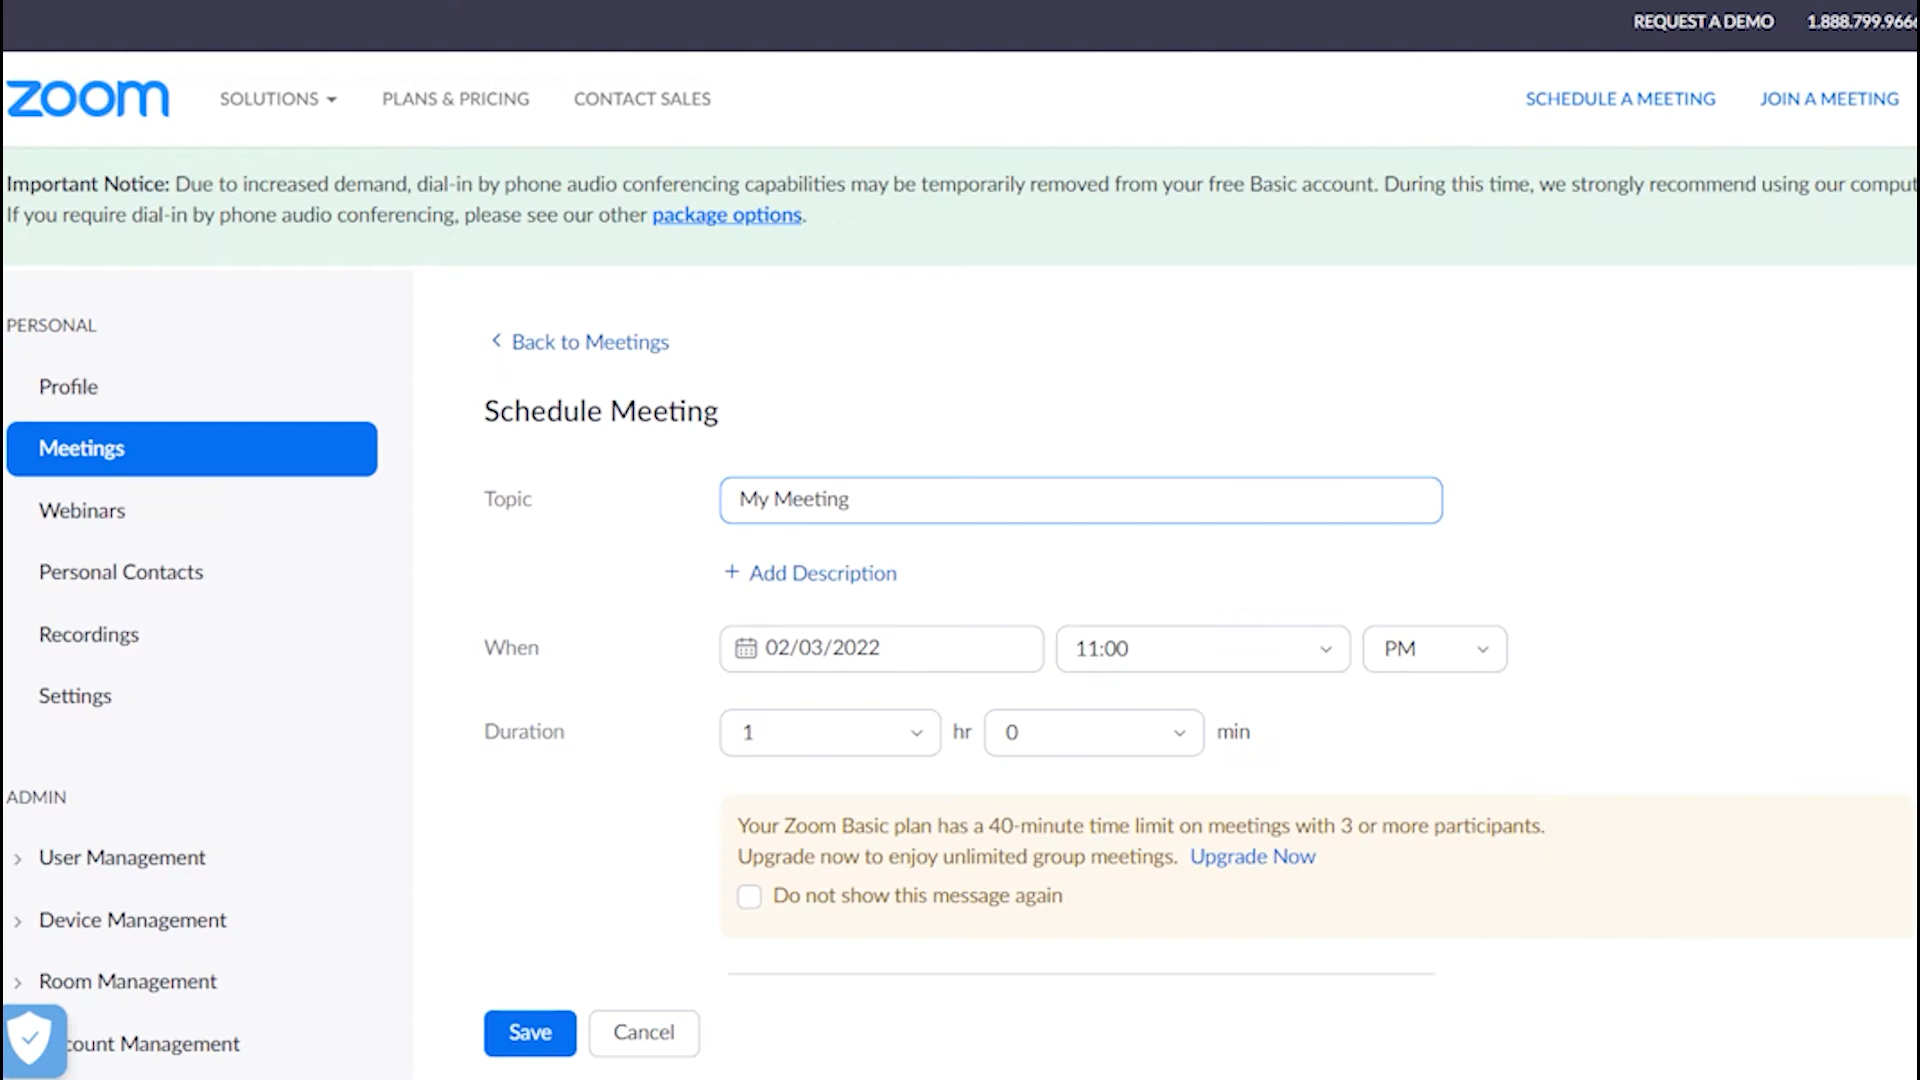 REQUEST A DEMO 1.888.799.966
zoom SOLUTIONS PLANS & PRICING CONTACT SALES SCHEDULE A MEETING JOIN A MEETING
Important Notice: Due to increased demand, dial-in by phone audio conferencing capabilities may be temporarily removed from your free Basic account. During this time, we strongly recommend using our comput
If you require dial-in by phone audio conferencing, please see our other package options.
PERSONAL
Profile
Meetings
Webinars
Personal Contacts
Recordings
Settings
ADMIN
User Management
Device Management
Room Management
count Management
Back to Meetings
Schedule Meeting
Topic My Meeting
+ Add Description
When 02/03/2022 11:00 PM
Duration 1 hr 0 min
Your Zoom Basic plan has a 40-minute time limit on meetings with 3 or more participants.
Upgrade now to enjoy unlimited group meetings. Upgrade Now
Do not show this message again
Save Cancel